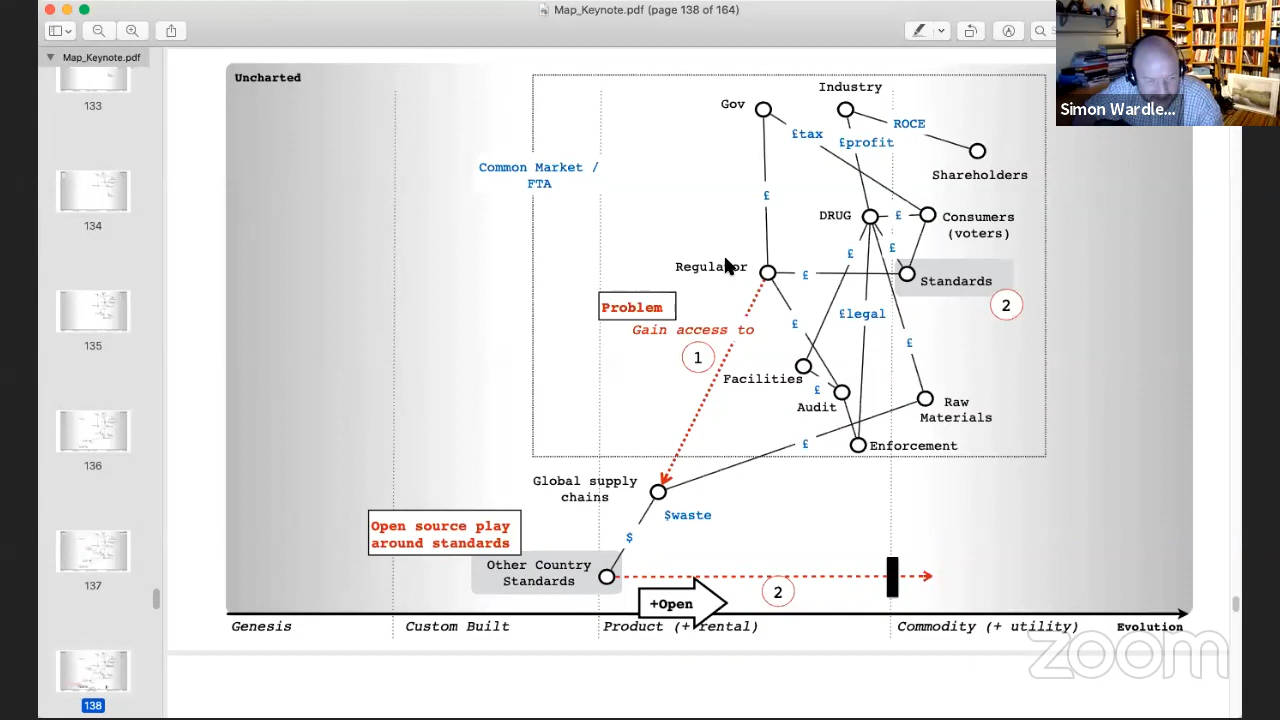 Map_Keynote.pdf (page 138 of 164)
Map_Keynote.pdf
133
134
135
136
137
138
Simon Wardle...
Uncharted
Industry
Gov
£tax
ROCE
£profit
Common Market /
FTA
Shareholders
£
DRUG
£
Consumers
(voters)
£
£
Regulator
£
Standards
2
Problem
£legal
Gain access to
£
£
1
Facilities
£
Audit
Raw
Materials
£
Enforcement
Global supply
chains
$waste
Open source play
around standards
$
Other Country
Standards
2
+Open
Genesis
Custom Built
Product (+ rental)
Commodity (+ utility)
Evolution
zoom